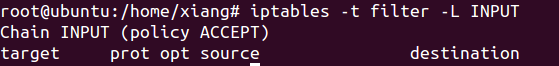 root@ubuntu:/home/xiang# iptables -t filter -L INPUT
Chain INPUT (policy ACCEPT)
target     prot opt source               destination